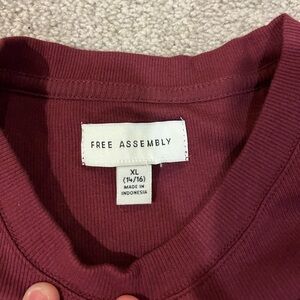 FREE ASSEMBLY
XL
(14/16)
MADE IN
INDONESIA